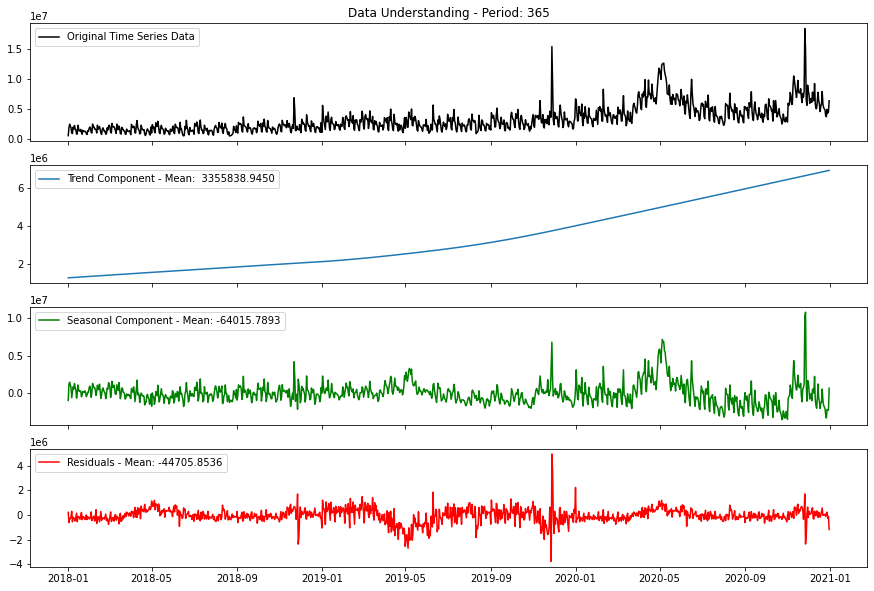 Data Understanding - Period: 365
1e7
Original Time Series Data
1.5
1.0
0.5
0.0
1e6
Trend Component - Mean:  3355838.9450
6
4
2
1e7
Seasonal Component - Mean: -64015.7893
1.0
0.5
0.0
1e6
Residuals - Mean: -44705.8536
4
2
0
−2
−4
2018-01 2018-05 2018-09 2019-01 2019-05 2019-09 2020-01 2020-05 2020-09 2021-01